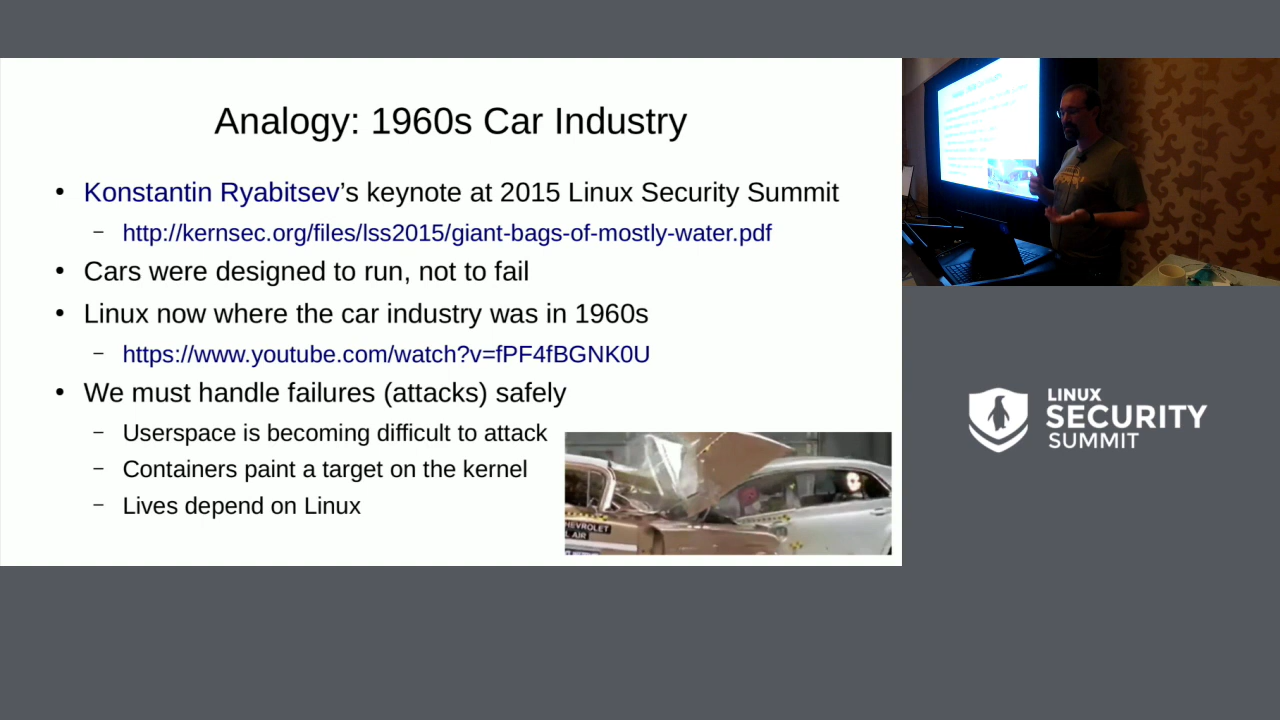 Analogy: 1960s Car Industry
• Konstantin Ryabitsev’s keynote at 2015 Linux Security Summit
– http://kernsec.org/files/lss2015/giant-bags-of-mostly-water.pdf
• Cars were designed to run, not to fail
• Linux now where the car industry was in 1960s
– https://www.youtube.com/watch?v=fPF4fBGNK0U
• We must handle failures (attacks) safely
– Userspace is becoming difficult to attack
– Containers paint a target on the kernel
– Lives depend on Linux
CHEVROLET
AIR
LINUX
SECURITY
SUMMIT